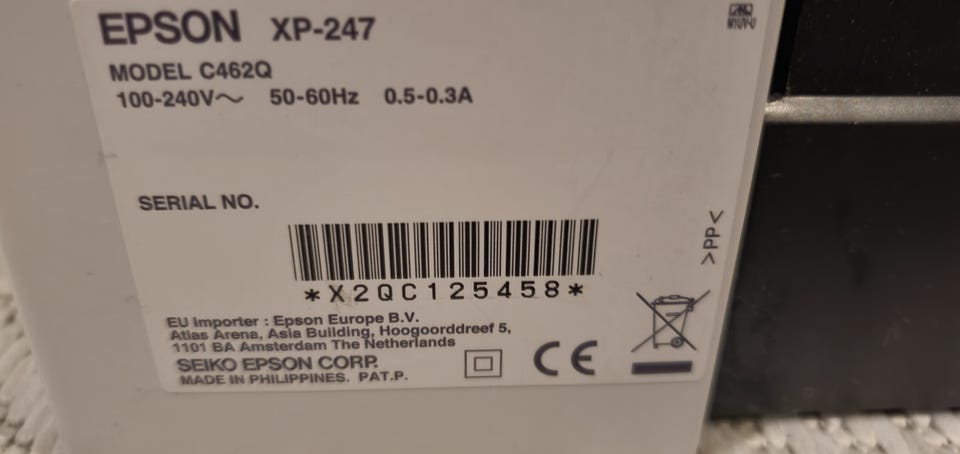 EPSON XP-247
MODEL C462Q
100-240V～ 50-60Hz 0.5-0.3A
SERIAL NO.
*X2QC125458*
EU Importer : Epson Europe B.V.
Atlas Arena, Asia Building, Hoogoorddreef 5,
1101 BA Amsterdam The Netherlands
SEIKO EPSON CORP.
MADE IN PHILIPPINES. PAT.P.
CE
>PP<